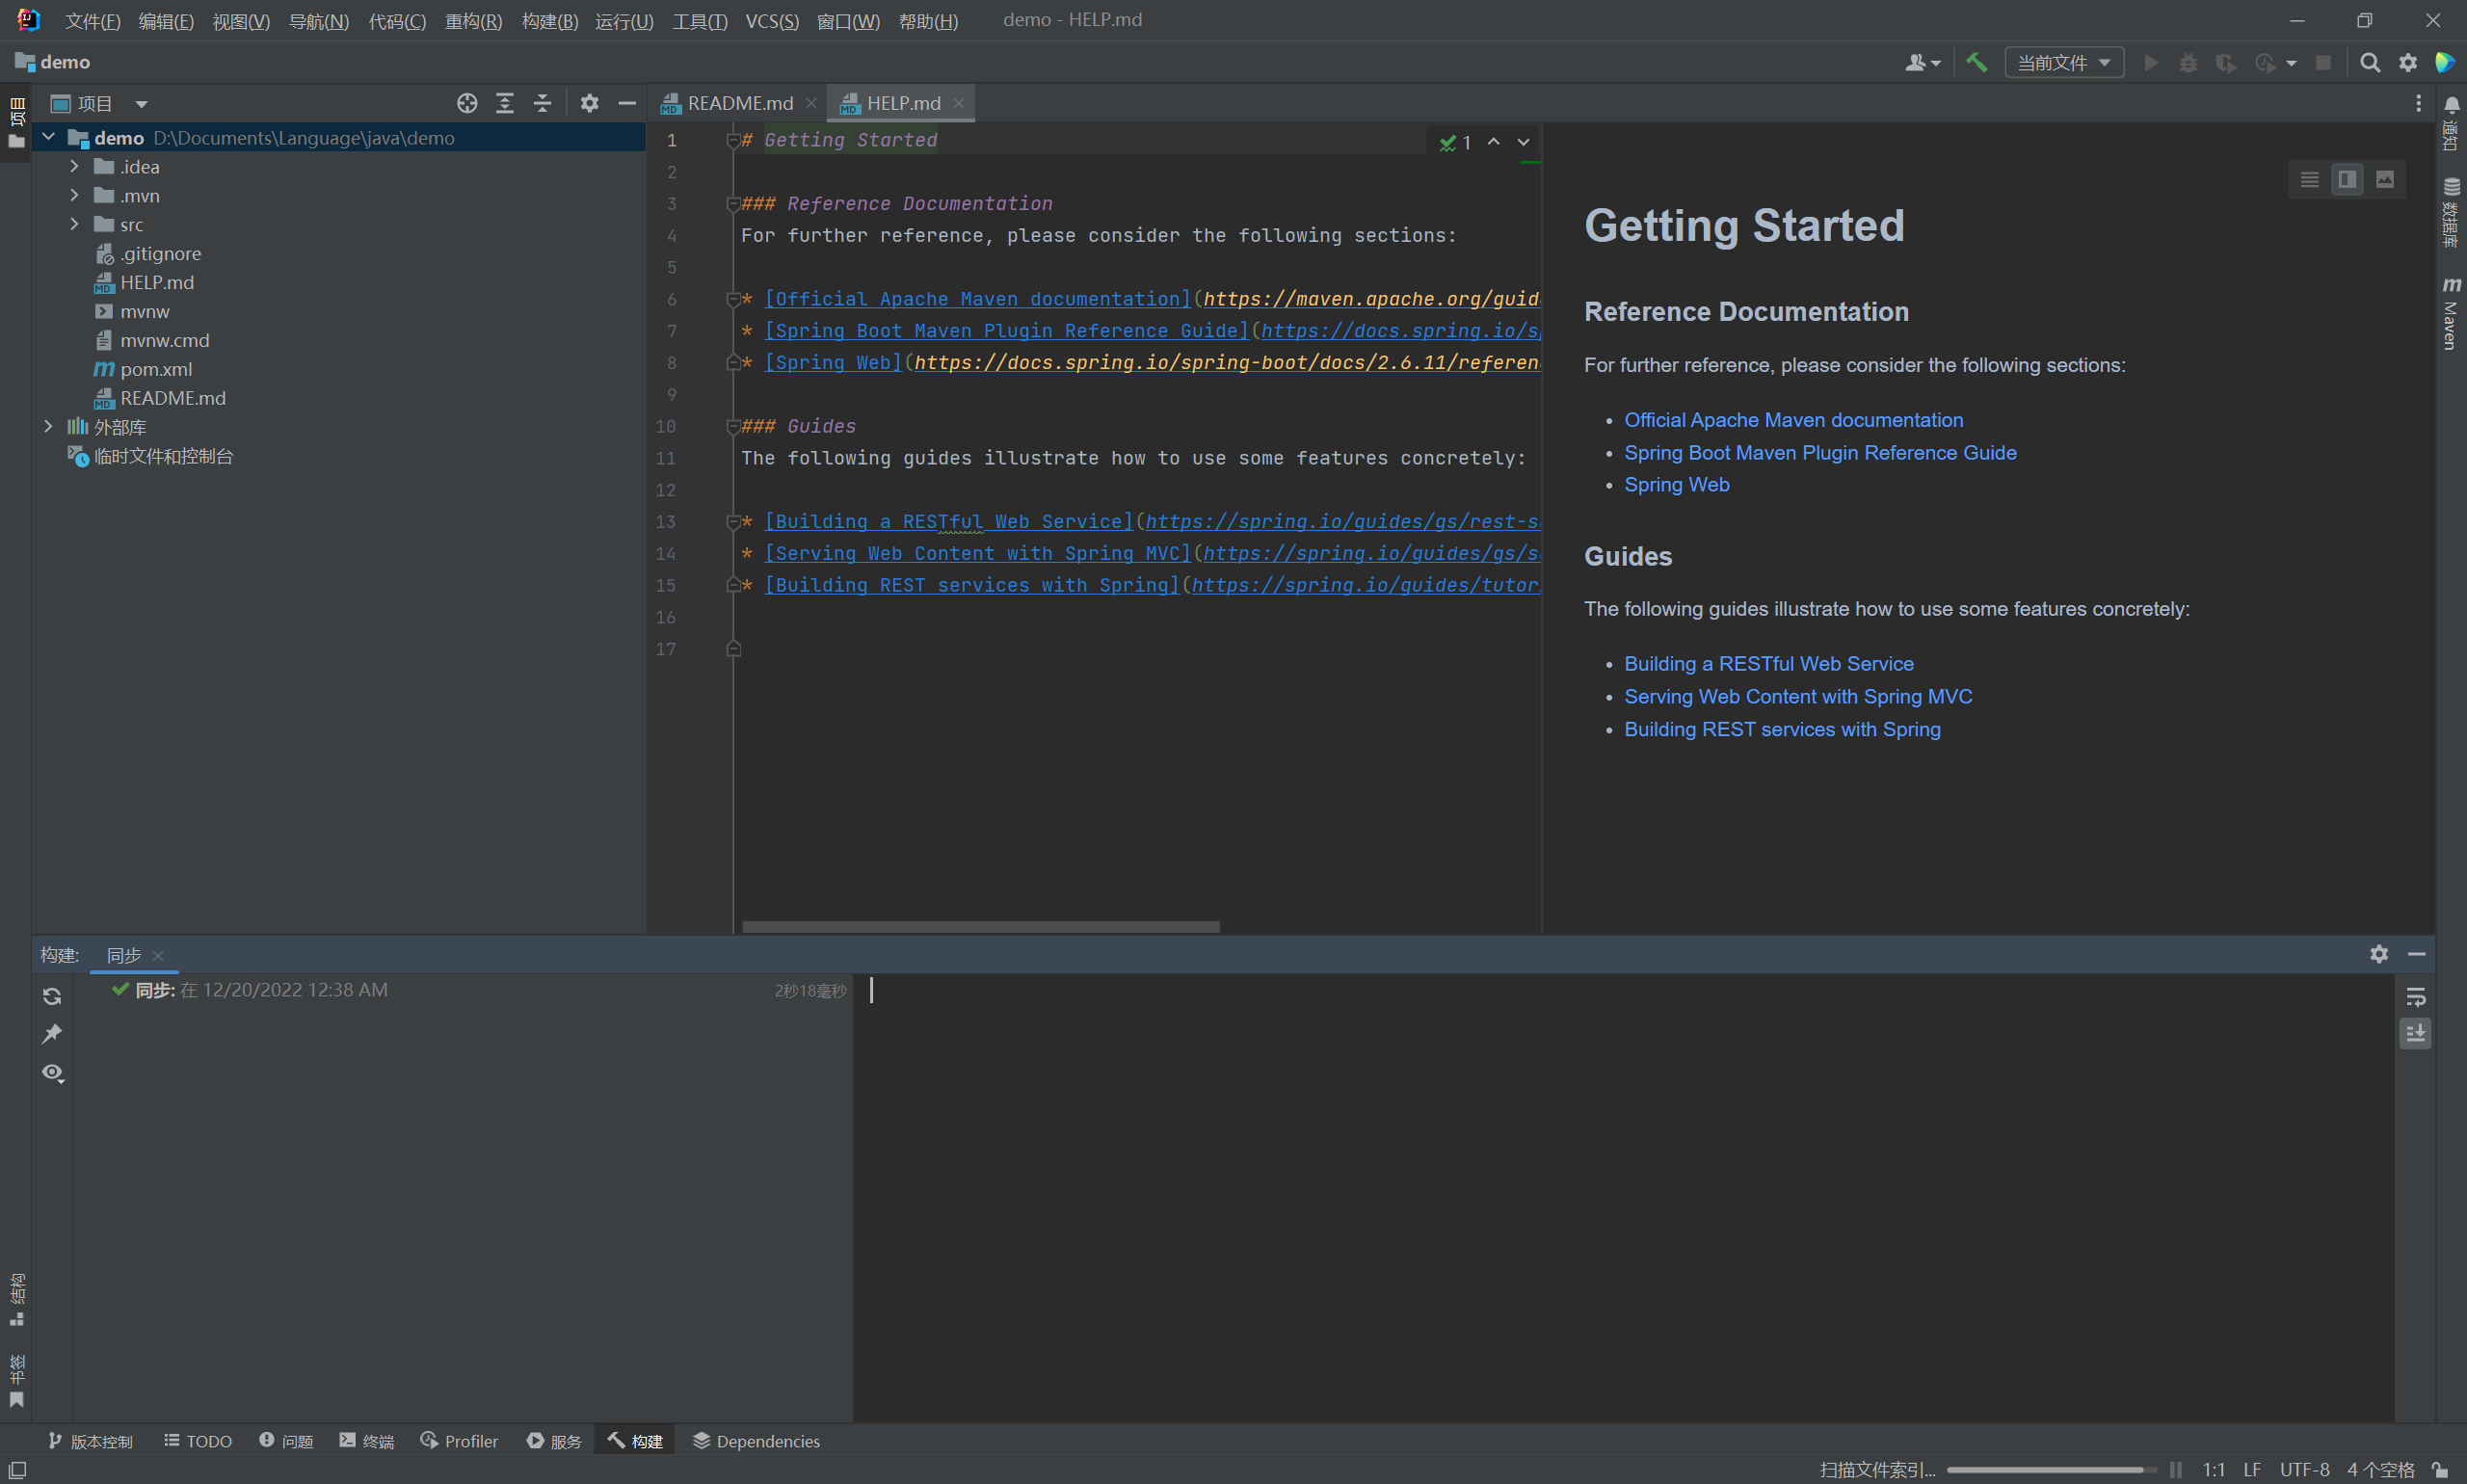 文件(F) 编辑(E) 视图(V) 导航(N) 代码(C) 重构(R) 构建(B) 运行(U) 工具(T) VCS(S) 窗口(W) 帮助(H) demo - HELP.md
demo
当前文件
项目
项目
README.md
HELP.md
demo D:\Documents\Language\java\demo
.idea
.mvn
src
.gitignore
HELP.md
mvnw
mvnw.cmd
pom.xml
README.md
外部库
临时文件和控制台
1 # Getting Started
1
2
3 ### Reference Documentation
4 For further reference, please consider the following sections:
5
6 * [Official Apache Maven documentation](https://maven.apache.org/guid
7 * [Spring Boot Maven Plugin Reference Guide](https://docs.spring.io/s
8 * [Spring Web](https://docs.spring.io/spring-boot/docs/2.6.11/referen
9
10 ### Guides
11 The following guides illustrate how to use some features concretely:
12
13 * [Building a RESTful Web Service](https://spring.io/guides/gs/rest-s
14 * [Serving Web Content with Spring MVC](https://spring.io/guides/gs/s
15 * [Building REST services with Spring](https://spring.io/guides/tutor
16
17
Getting Started
Reference Documentation
For further reference, please consider the following sections:
• Official Apache Maven documentation
• Spring Boot Maven Plugin Reference Guide
• Spring Web
Guides
The following guides illustrate how to use some features concretely:
• Building a RESTful Web Service
• Serving Web Content with Spring MVC
• Building REST services with Spring
通知
数据库
m Maven
构建: 同步
同步: 在 12/20/2022 12:38 AM 2秒18毫秒
结构
书签
版本控制 TODO 问题 终端 Profiler 服务 构建 Dependencies
扫描文件索引... 1:1 LF UTF-8 4 个空格